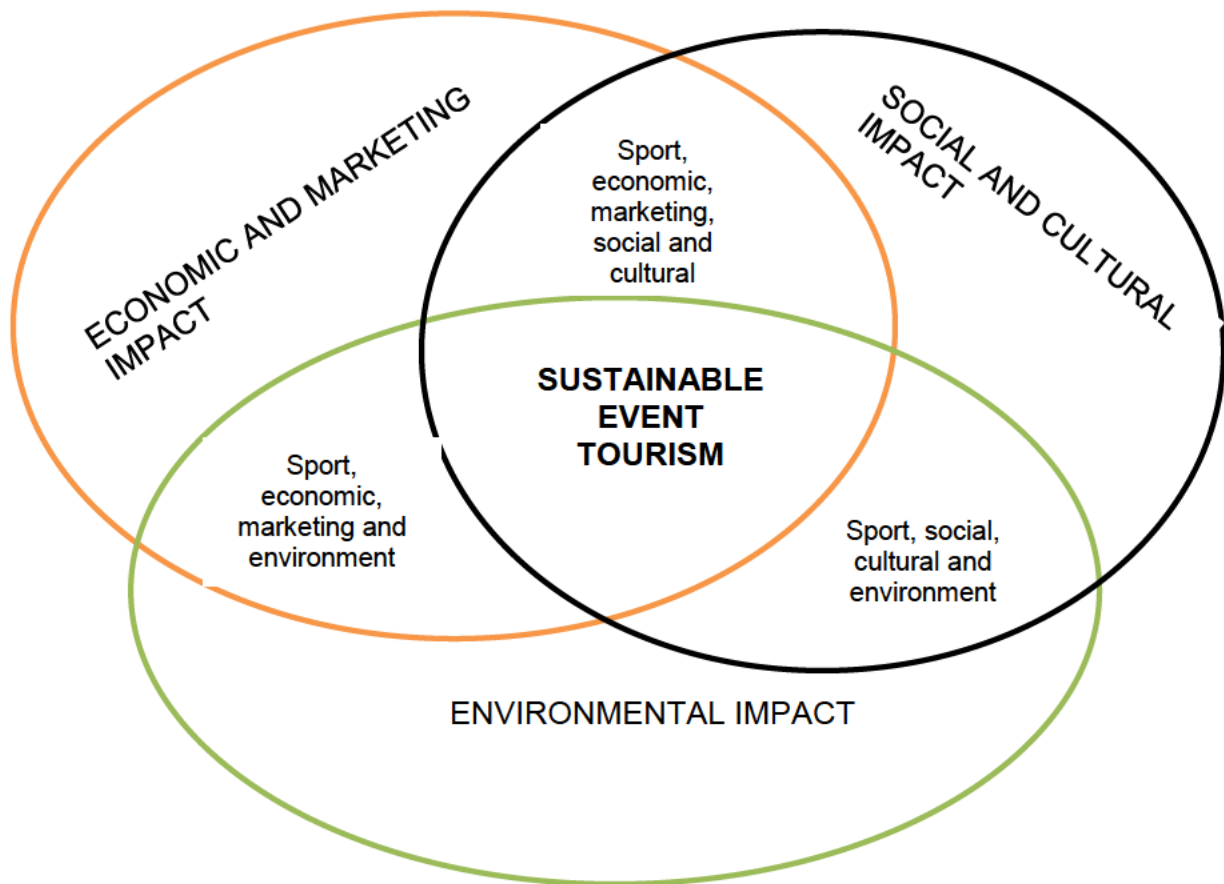 ECONOMIC AND MARKETING
IMPACT
SOCIAL AND CULTURAL
IMPACT
Sport,
economic,
marketing,
social and
cultural
SUSTAINABLE
EVENT
TOURISM
Sport,
economic,
marketing and
environment
Sport, social,
cultural and
environment
ENVIRONMENTAL IMPACT